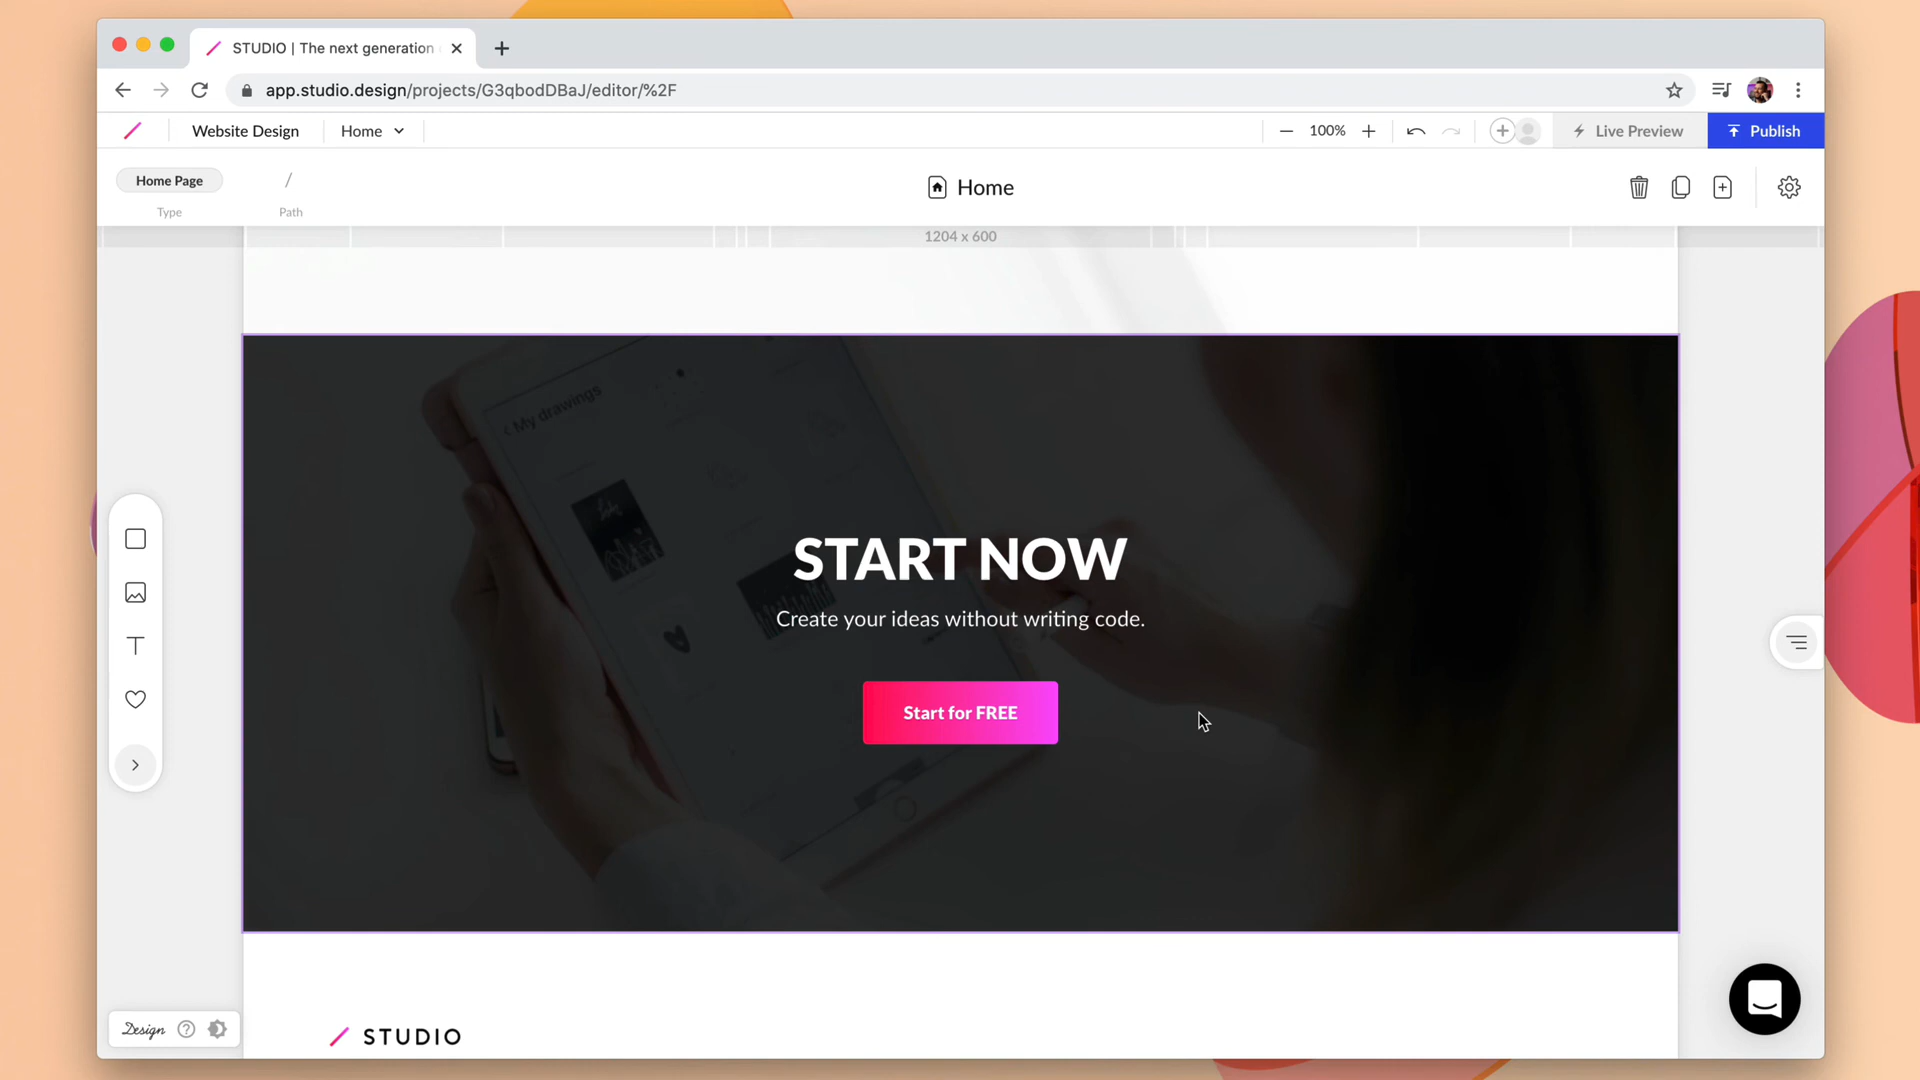 STUDIO | The next generation
app.studio.design/projects/G3qbodDBaJ/editor/%2F
Website Design
Home
100%
Live Preview
Publish
Home Page
/
Home
Type
Path
1204 x 600
< My drawings
START NOW
Create your ideas without writing code.
Start for FREE
T
Design
?
STUDIO